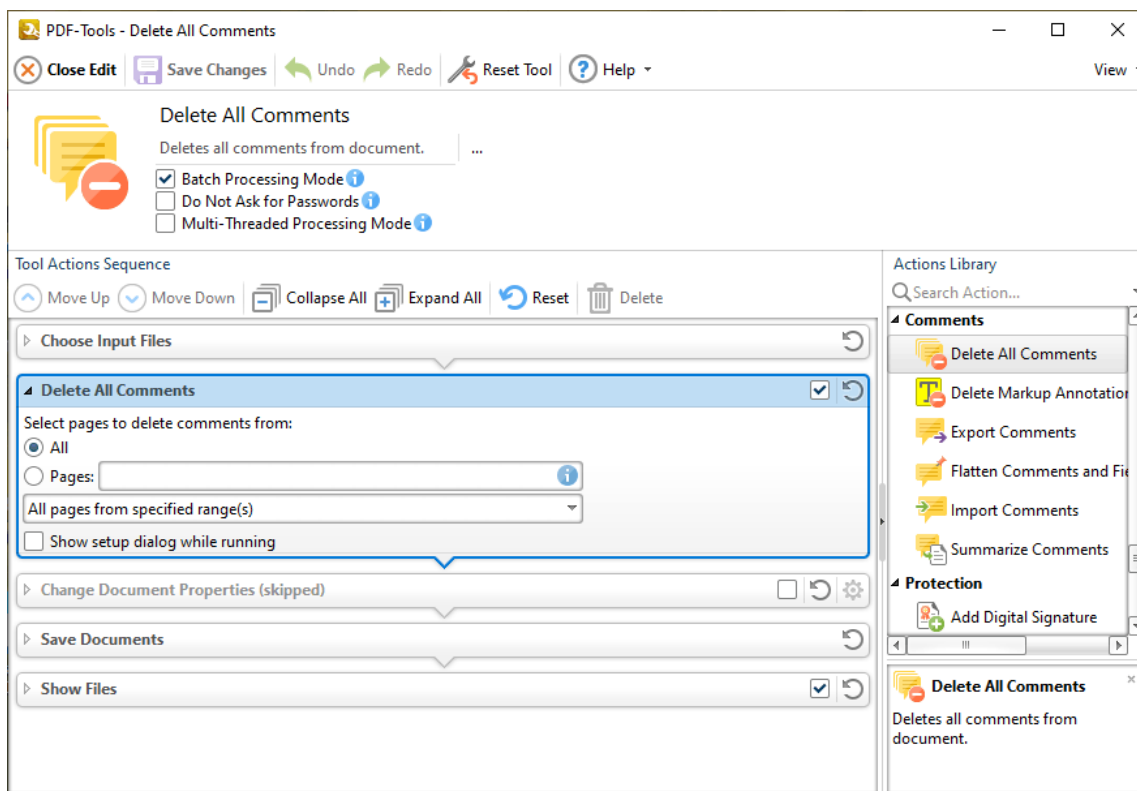 PDF-Tools - Delete All Comments
Close Edit Save Changes Undo Redo Reset Tool ? Help View
Delete All Comments
Deletes all comments from document. ...
Batch Processing Mode i
Do Not Ask for Passwords i
Multi-Threaded Processing Mode i
Tool Actions Sequence
Move Up Move Down Collapse All Expand All Reset Delete
Choose Input Files
Delete All Comments
Select pages to delete comments from:
All
Pages: i
All pages from specified range(s)
Show setup dialog while running
Change Document Properties (skipped)
Save Documents
Show Files
Actions Library
Search Action...
Comments
Delete All Comments
T Delete Markup Annotation
Export Comments
Flatten Comments and Fie
Import Comments
Summarize Comments
Protection
Add Digital Signature
Delete All Comments
Deletes all comments from
document.